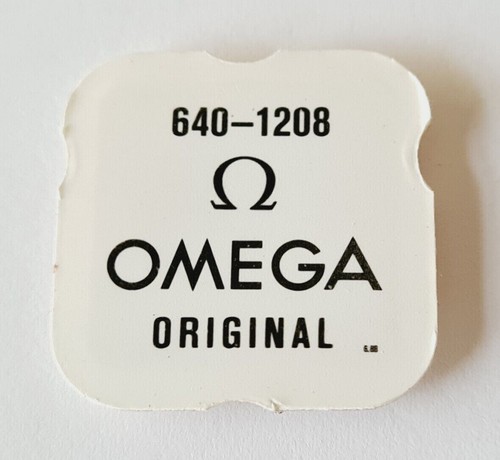 640-1208
Ω
OMEGA
ORIGINAL